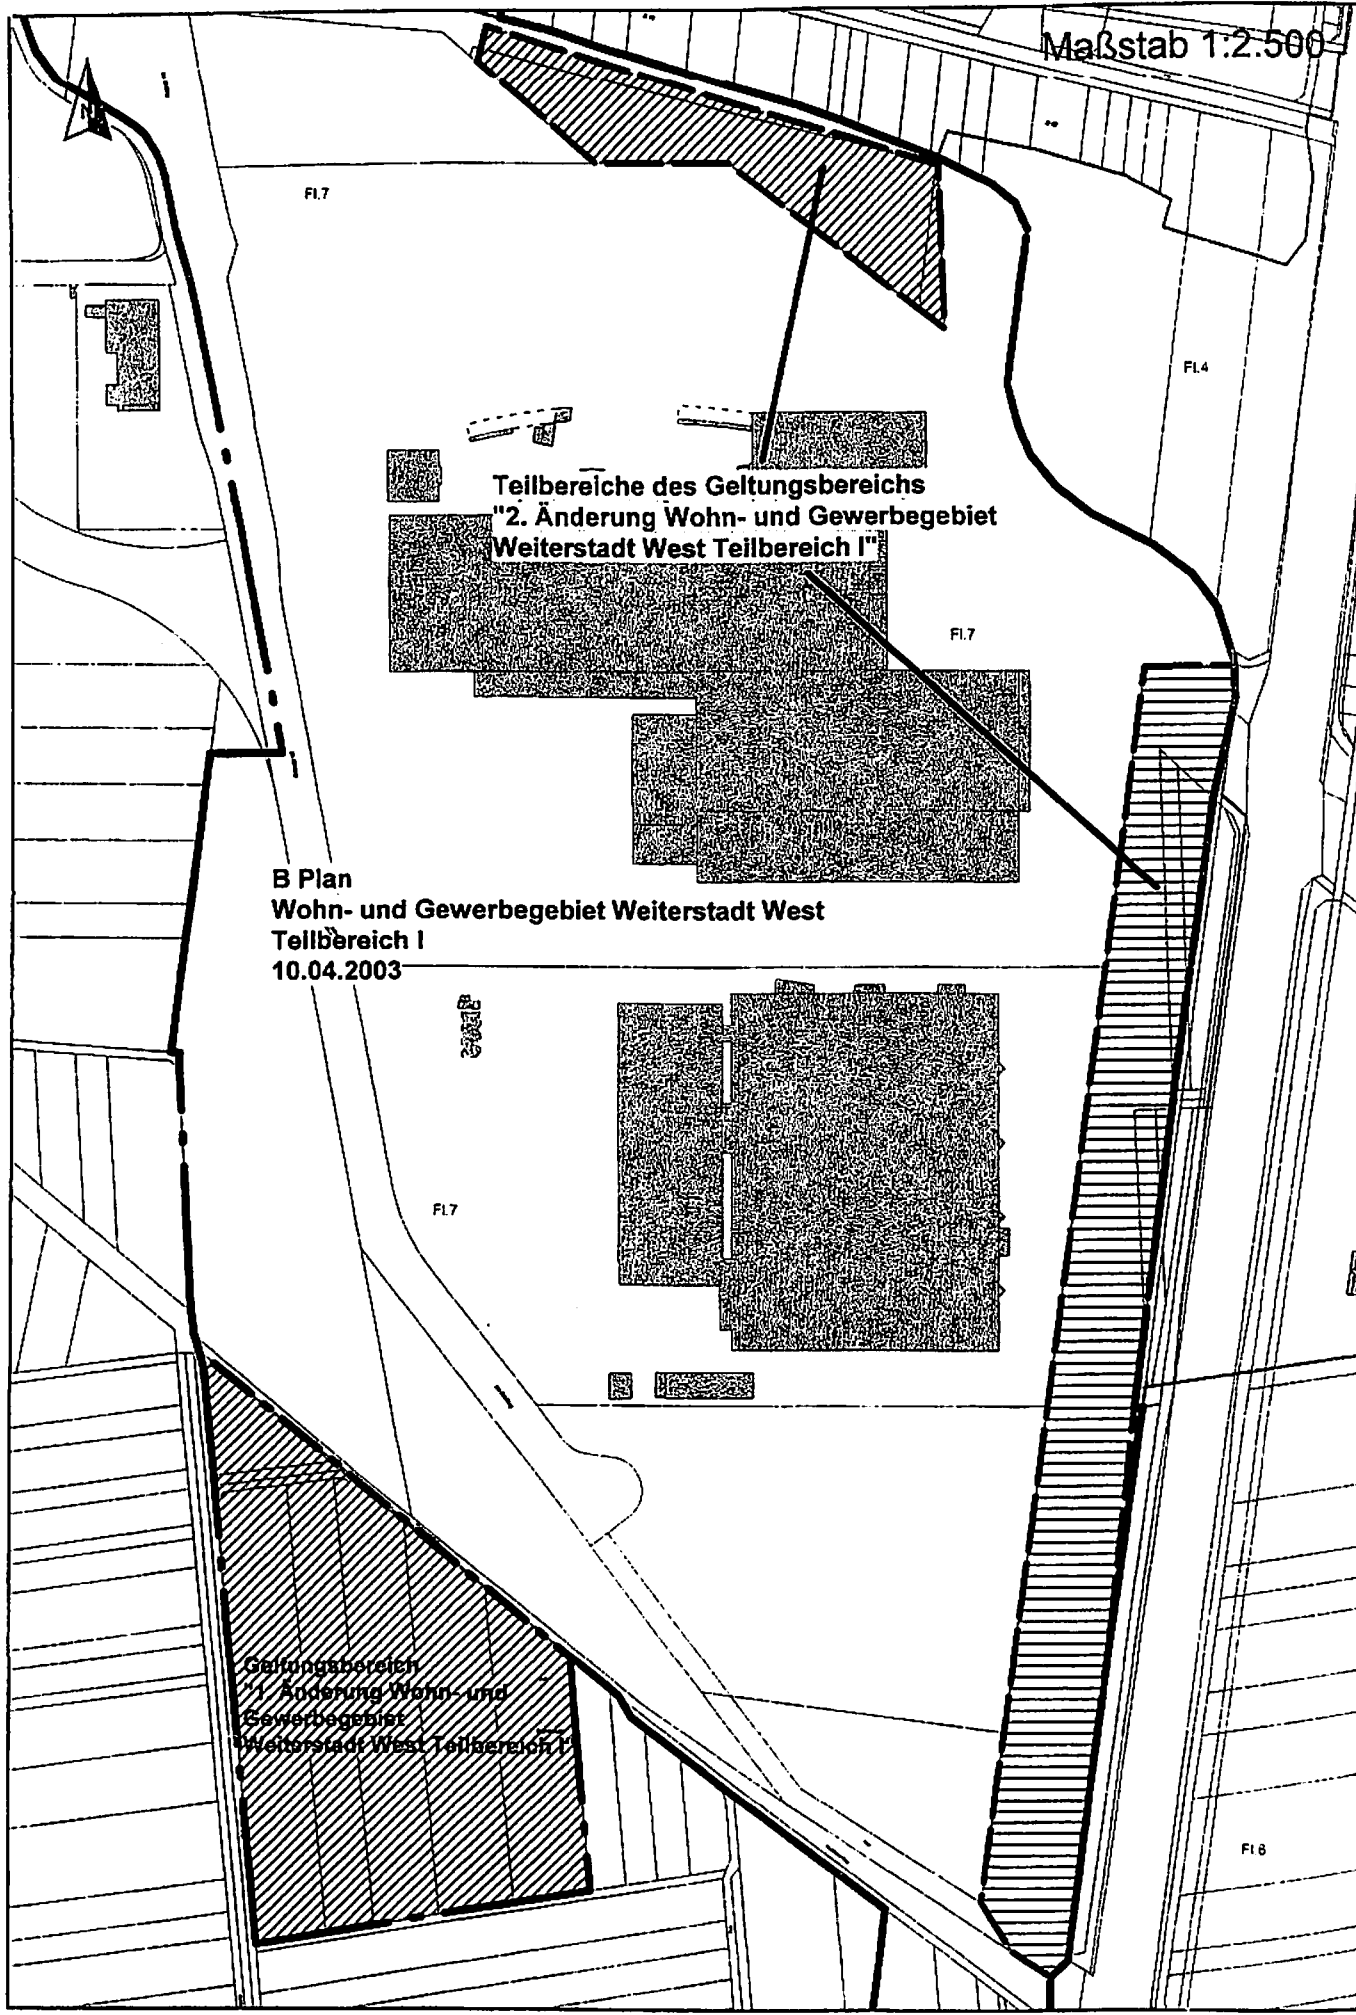 Maßstab 1:2.500
N
Fl.7
Fl.4
Teilbereiche des Geltungsbereichs
"2. Änderung Wohn- und Gewerbegebiet
Weiterstadt West Teilbereich I"
Fl.7
B Plan
Wohn- und Gewerbegebiet Weiterstadt West
Teilbereich I
10.04.2003
Fl.7
Geltungsbereich
"1. Änderung Wohn- und
Gewerbegebiet
Weiterstadt West Teilbereich I"
Fl 6